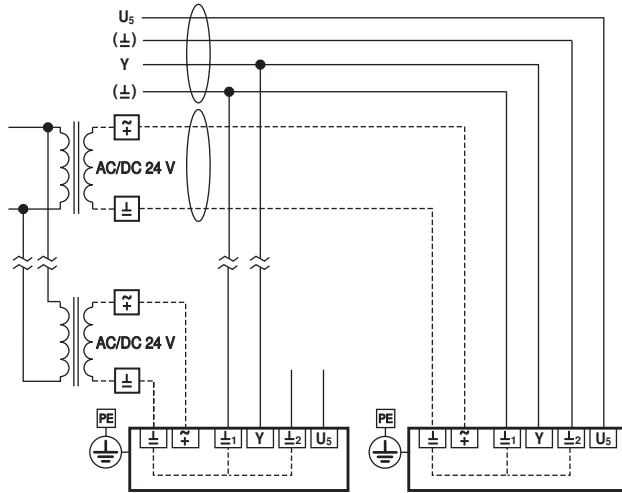 U₅
(⊥)
Y
(⊥)
≂
+
AC/DC 24 V
⊥
≂
+
AC/DC 24 V
⊥
PE
⊥ ≂+ ⊥1 Y ⊥2 U₅
PE
⊥ ≂+ ⊥1 Y ⊥2 U₅